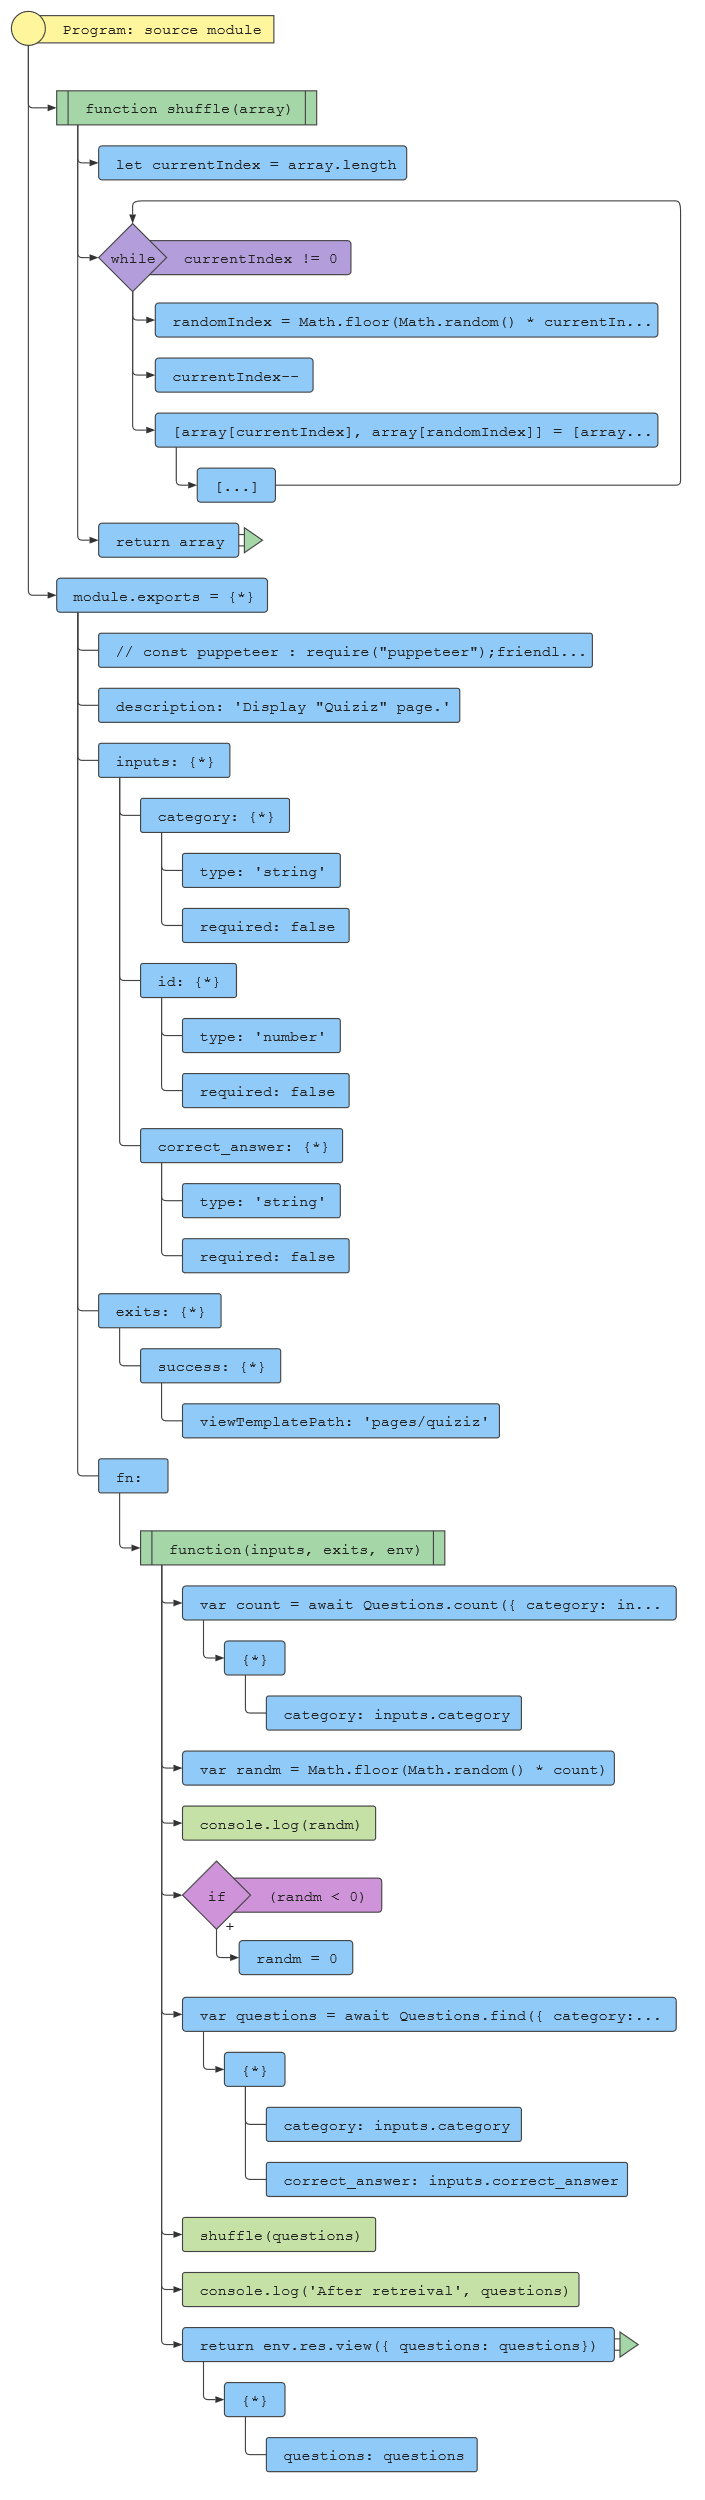 Program: source module
function shuffle(array)
let currentIndex = array.length
while currentIndex != 0
randomIndex = Math.floor(Math.random() * currentIn...
currentIndex--
[array[currentIndex], array[randomIndex]] = [array...
[...]
return array
module.exports = {*}
// const puppeteer : require("puppeteer");friendl...
description: 'Display "Quiziz" page.'
inputs: {*}
category: {*}
type: 'string'
required: false
id: {*}
type: 'number'
required: false
correct_answer: {*}
type: 'string'
required: false
exits: {*}
success: {*}
viewTemplatePath: 'pages/quiziz'
fn:
function(inputs, exits, env)
var count = await Questions.count({ category: in...
{*}
category: inputs.category
var randm = Math.floor(Math.random() * count)
console.log(randm)
if (randm < 0)
+
randm = 0
var questions = await Questions.find({ category:...
{*}
category: inputs.category
correct_answer: inputs.correct_answer
shuffle(questions)
console.log('After retreival', questions)
return env.res.view({ questions: questions})
{*}
questions: questions